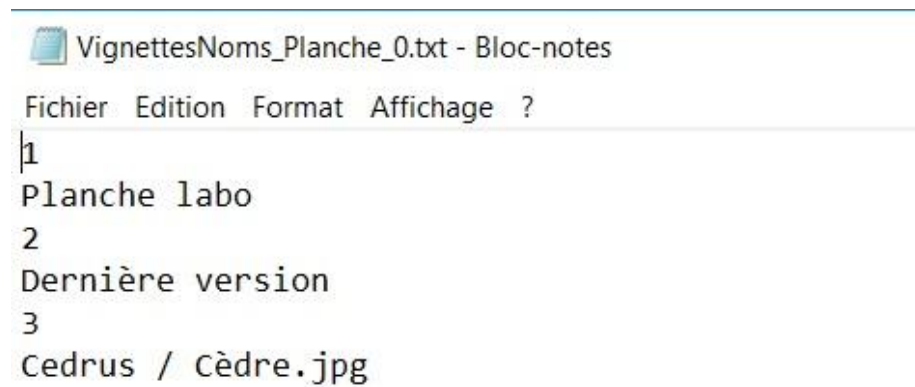 VignettesNoms_Planche_0.txt - Bloc-notes
Fichier Edition Format Affichage ?
1
Planche labo
2
Dernière version
3
Cedrus / Cèdre.jpg